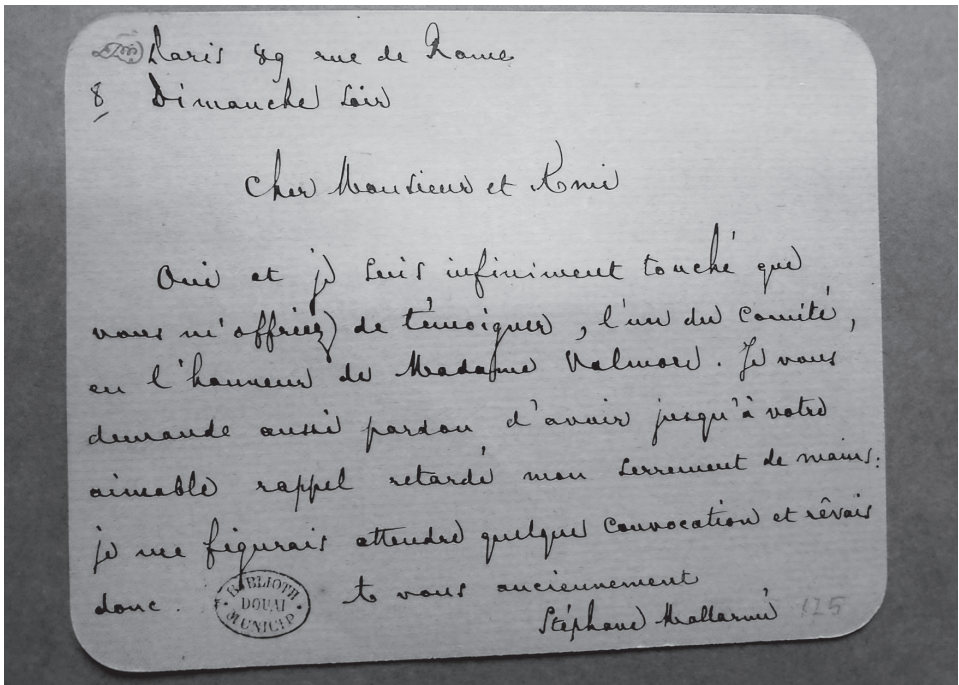 Paris 89 rue de Rome
8 Dimanche Soir
Cher Monsieur et Ami
Oui et je suis infiniment touché que
vous m'offriez de témoigner, l'un du Comité,
en l'honneur de Madame Valmore. Je vous
demande aussi pardon d'avoir jusqu'à votre
aimable rappel retardé mon serrement de mains:
je me figurais attendre quelque convocation et rêvais
donc. BIBLIOTH. DOUAI MUNICIP. À vous anciennement
Stéphane Mallarmé 125